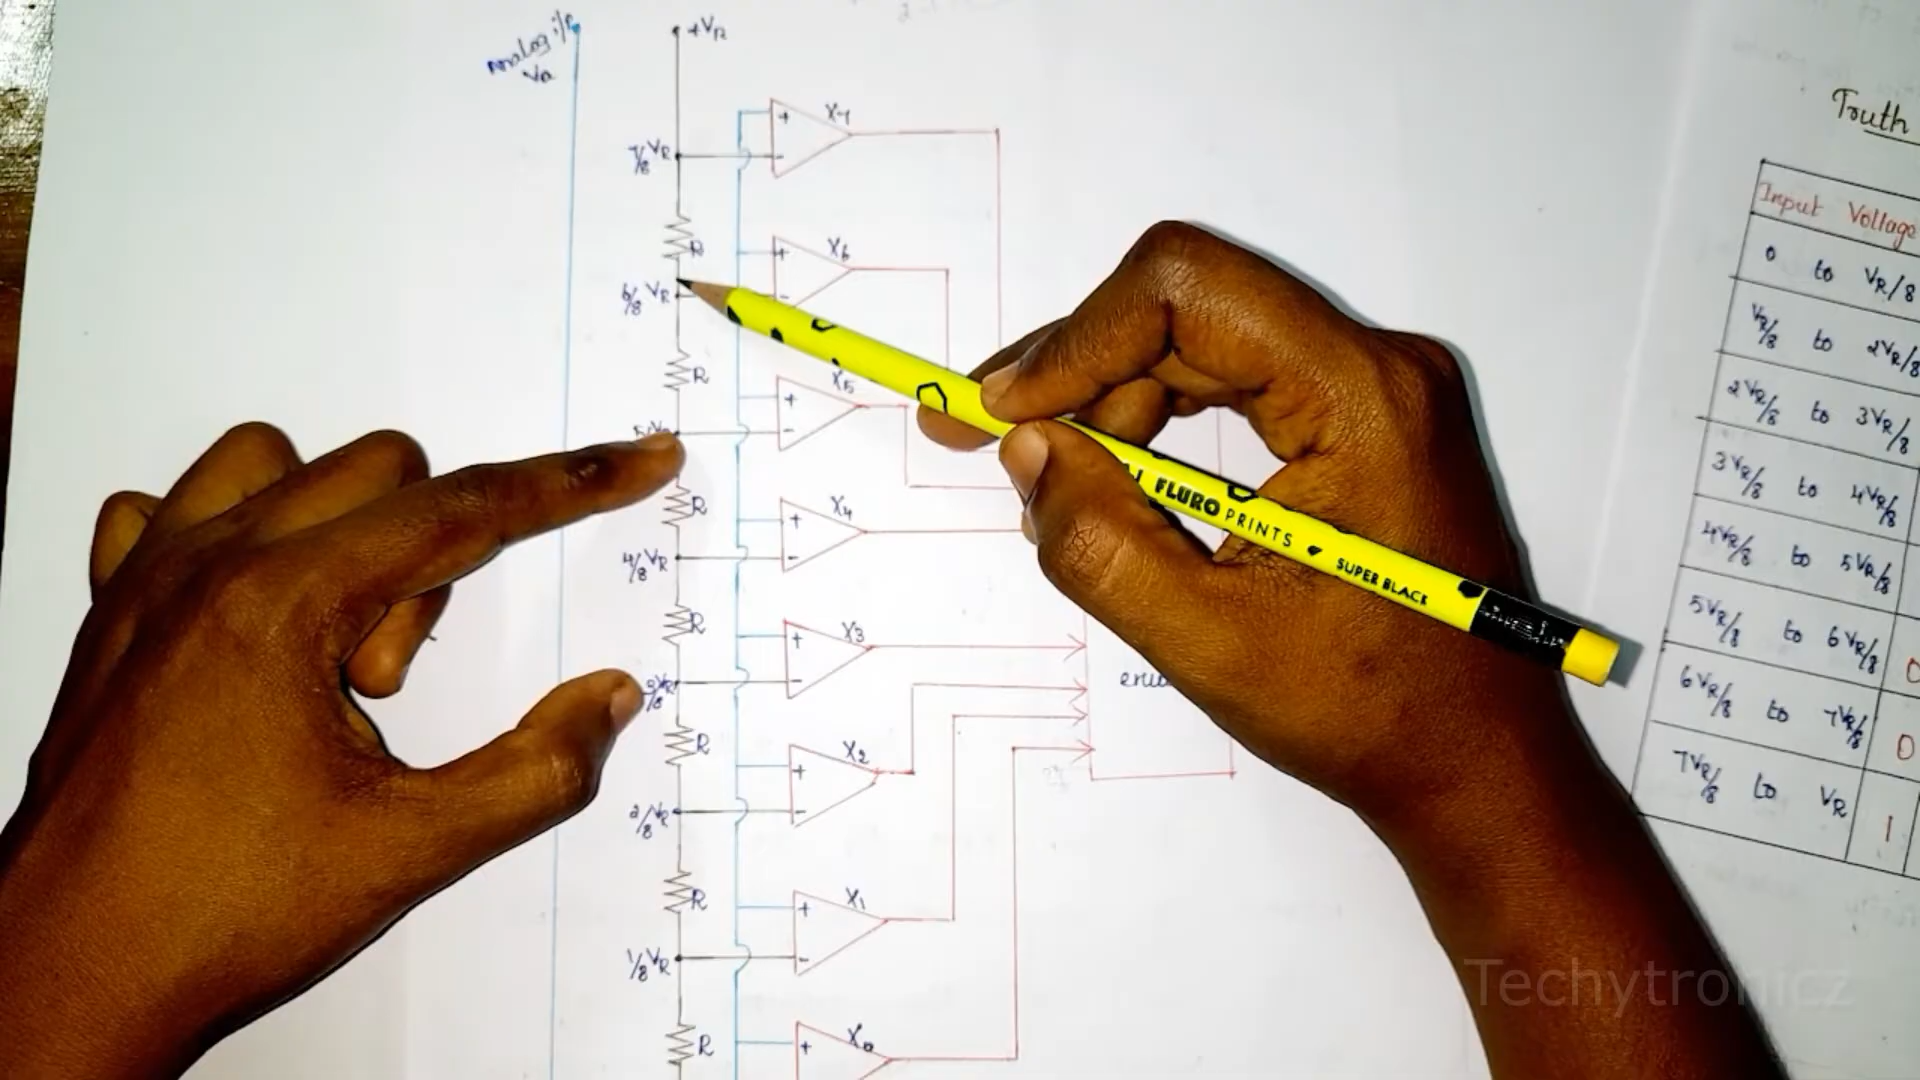 Analog i/p
Va
+VR
7/8 VR
+
-
X7
R
6/8 VR
+
-
X6
R
+
-
X5
R
4/8 VR
+
-
X4
R
+
-
X3
R
2/8 VR
+
-
X2
R
1/8 VR
+
-
X1
R
+
X0
FLURO PRINTS
SUPER BLACK
Truth
Input Voltage
0 to VR/8
VR/8 to 2VR/8
2VR/8 to 3VR/8
3VR/8 to 4VR/8
4VR/8 to 5VR/8
5VR/8 to 6VR/8 0
6VR/8 to 7VR/8 0
7VR/8 to VR 1
Techytronicz